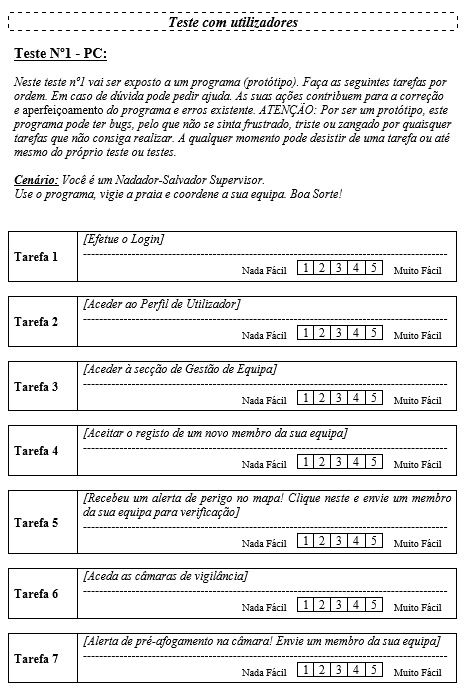 Teste com utilizadores
Teste Nº1 - PC:
Neste teste nº1 vai ser exposto a um programa (protótipo). Faça as seguintes tarefas por
ordem. Em caso de dúvida pode pedir ajuda. As suas ações contribuem para a correção
e aperfeiçoamento do programa e erros existente. ATENÇÃO: Por ser um protótipo, este
programa pode ter bugs, pelo que não se sinta frustrado, triste ou zangado por quaisquer
tarefas que não consiga realizar. A qualquer momento pode desistir de uma tarefa ou até
mesmo do próprio teste ou testes.
Cenário: Você é um Nadador-Salvador Supervisor.
Use o programa, vigie a praia e coordene a sua equipa. Boa Sorte!
Tarefa 1
[Efetue o Login]
Nada Fácil 1 2 3 4 5 Muito Fácil
Tarefa 2
[Aceder ao Perfil de Utilizador]
Nada Fácil 1 2 3 4 5 Muito Fácil
Tarefa 3
[Aceder à secção de Gestão de Equipa]
Nada Fácil 1 2 3 4 5 Muito Fácil
Tarefa 4
[Aceitar o registo de um novo membro da sua equipa]
Nada Fácil 1 2 3 4 5 Muito Fácil
Tarefa 5
[Recebeu um alerta de perigo no mapa! Clique neste e envie um membro
da sua equipa para verificação]
Nada Fácil 1 2 3 4 5 Muito Fácil
Tarefa 6
[Aceda as câmaras de vigilância]
Nada Fácil 1 2 3 4 5 Muito Fácil
Tarefa 7
[Alerta de pré-afogamento na câmara! Envie um membro da sua equipa]
Nada Fácil 1 2 3 4 5 Muito Fácil